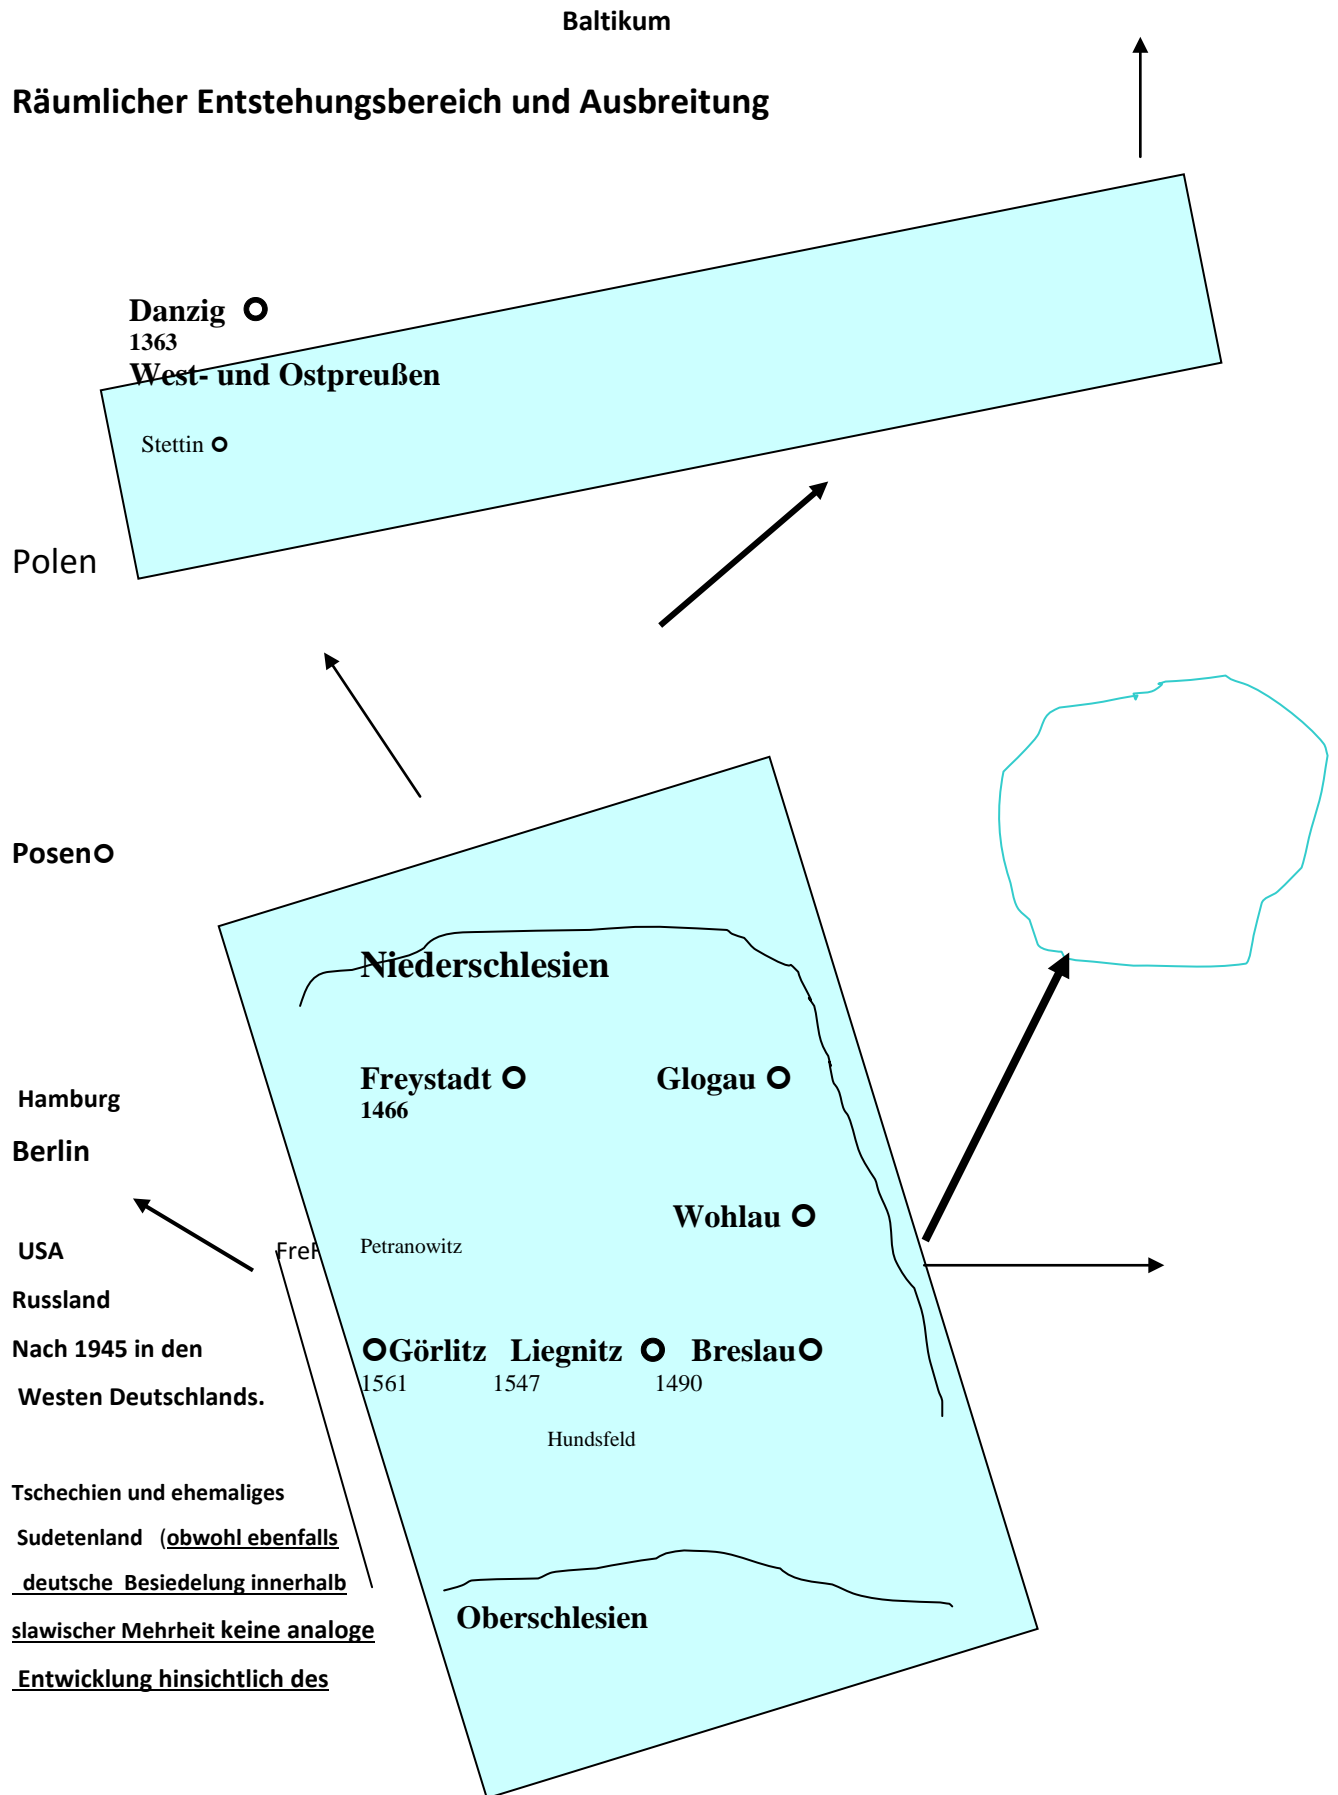 Baltikum
Räumlicher Entstehungsbereich und Ausbreitung
Danzig
1363
West- und Ostpreußen
Stettin
Polen
Posen
Niederschlesien
Freystadt Glogau
1466
Hamburg
Berlin
Wohlau
USA
Petranowitz
Russland
Nach 1945 in den
Westen Deutschlands.
Görlitz Liegnitz Breslau
1561 1547 1490
Hundsfeld
Tschechien und ehemaliges
Sudetenland (obwohl ebenfalls
deutsche Besiedelung innerhalb
slawischer Mehrheit keine analoge
Entwicklung hinsichtlich des
Oberschlesien